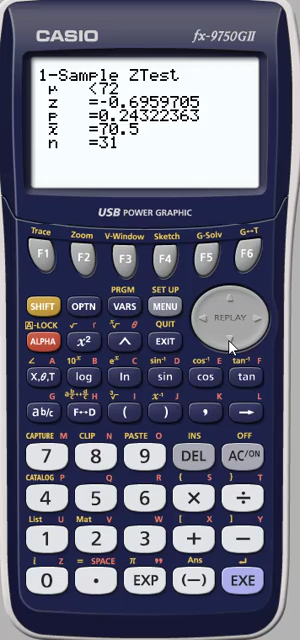 CASIO fx-9750GII
1-Sample ZTest
μ <72
z =-0.6959705
p =0.24322363
x̄ =70.5
n =31
USB POWER GRAPHIC
Trace Zoom V-Window Sketch G-Solv G↔T
F1 F2 F3 F4 F5 F6
PRGM SET UP
SHIFT OPTN VARS MENU
REPLAY
A-LOCK √ r ³√ θ QUIT
ALPHA x² ^ EXIT
∠ A 10ˣ B eˣ C sin⁻¹ D cos⁻¹ E tan⁻¹ F
X,θ,T log ln sin cos tan
G H ³√ I x⁻¹ J K L
ab/c F↔D ( ) , →
CAPTURE M CLIP N PASTE O INS OFF
7 8 9 DEL AC/ON
CATALOG P Q R { S } T
4 5 6 × ÷
List U Mat V W [ X ] Y
1 2 3 + −
i Z = SPACE π " Ans ↵
0 . EXP (−) EXE